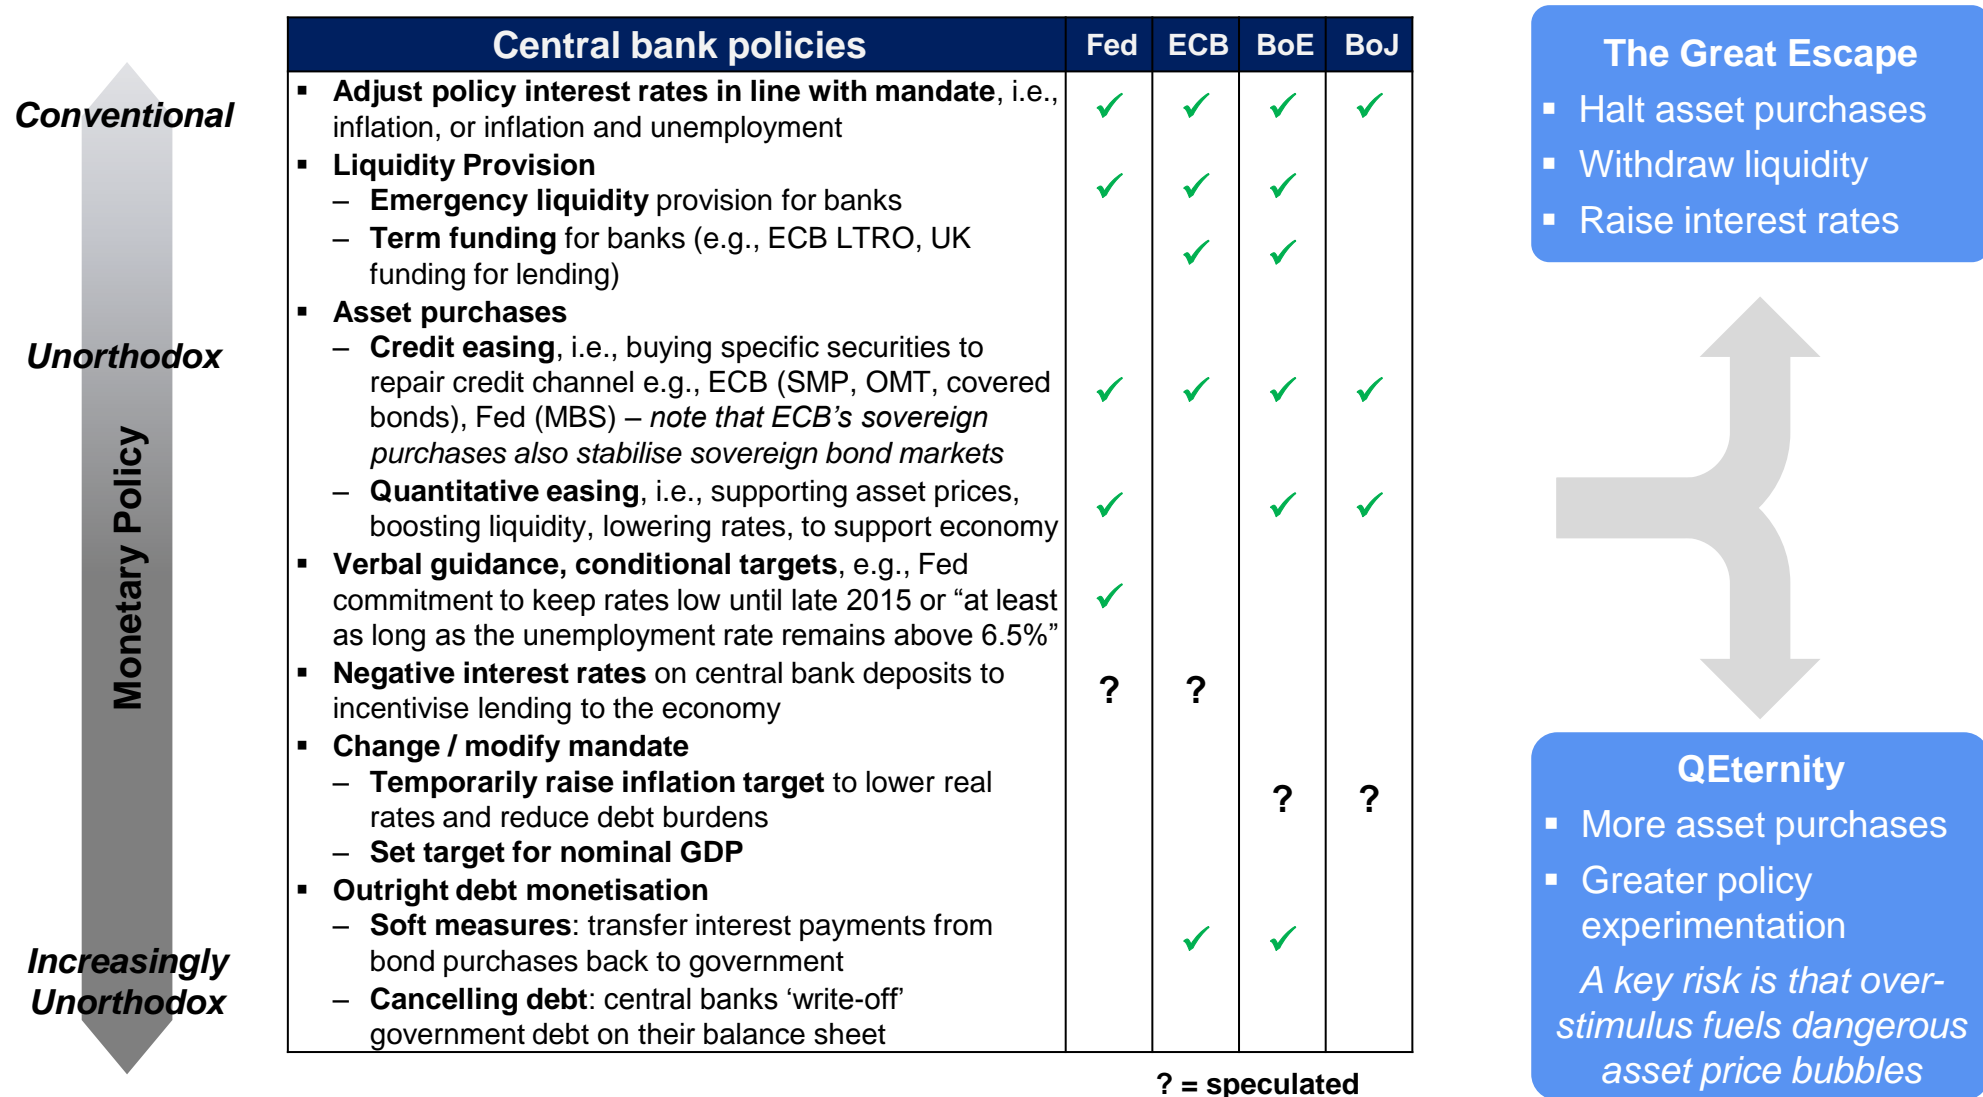 Conventional
Unorthodox
Monetary Policy
Increasingly
Unorthodox
Central bank policies Fed ECB BoE BoJ
▪ Adjust policy interest rates in line with mandate, i.e.,
inflation, or inflation and unemployment ✓ ✓ ✓ ✓
▪ Liquidity Provision
– Emergency liquidity provision for banks ✓ ✓ ✓
– Term funding for banks (e.g., ECB LTRO, UK
funding for lending) ✓ ✓
▪ Asset purchases
– Credit easing, i.e., buying specific securities to
repair credit channel e.g., ECB (SMP, OMT, covered
bonds), Fed (MBS) – note that ECB’s sovereign ✓ ✓ ✓ ✓
purchases also stabilise sovereign bond markets
– Quantitative easing, i.e., supporting asset prices,
boosting liquidity, lowering rates, to support economy ✓ ✓ ✓
▪ Verbal guidance, conditional targets, e.g., Fed
commitment to keep rates low until late 2015 or “at least ✓
as long as the unemployment rate remains above 6.5%”
▪ Negative interest rates on central bank deposits to
incentivise lending to the economy ? ?
▪ Change / modify mandate
– Temporarily raise inflation target to lower real
rates and reduce debt burdens ? ?
– Set target for nominal GDP
▪ Outright debt monetisation
– Soft measures: transfer interest payments from
bond purchases back to government ✓ ✓
– Cancelling debt: central banks ‘write-off’
government debt on their balance sheet
? = speculated
The Great Escape
▪ Halt asset purchases
▪ Withdraw liquidity
▪ Raise interest rates
QEternity
▪ More asset purchases
▪ Greater policy
experimentation
A key risk is that over-
stimulus fuels dangerous
asset price bubbles